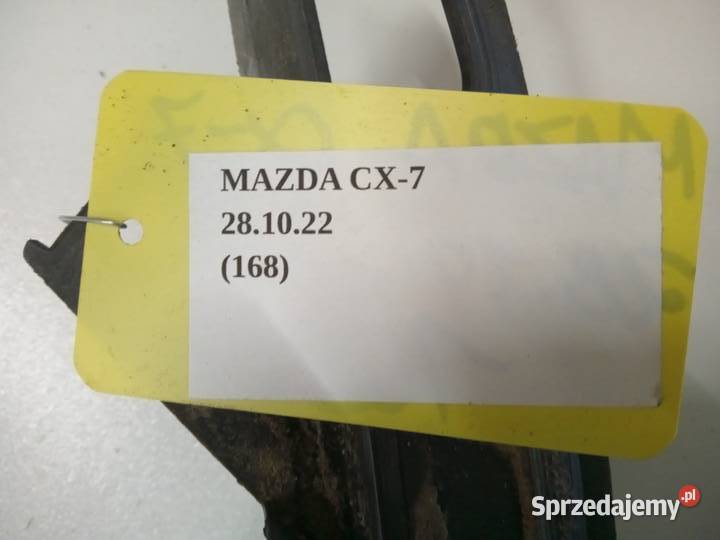 MAZDA CX-7
28.10.22
(168)
Sprzedajemy.pl